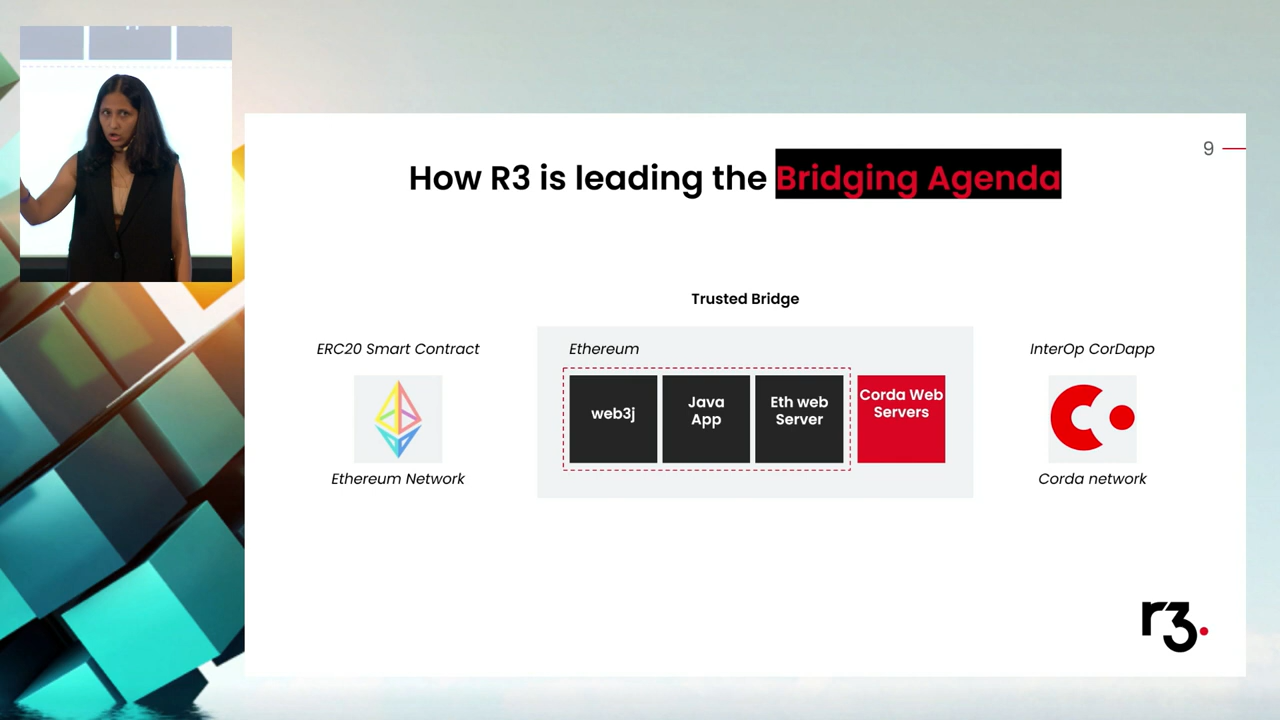 9
How R3 is leading the Bridging Agenda
Trusted Bridge
ERC20 Smart Contract
Ethereum
InterOp CorDapp
web3j
Java
App
Eth web
Server
Corda Web
Servers
Ethereum Network
Corda network
r3.